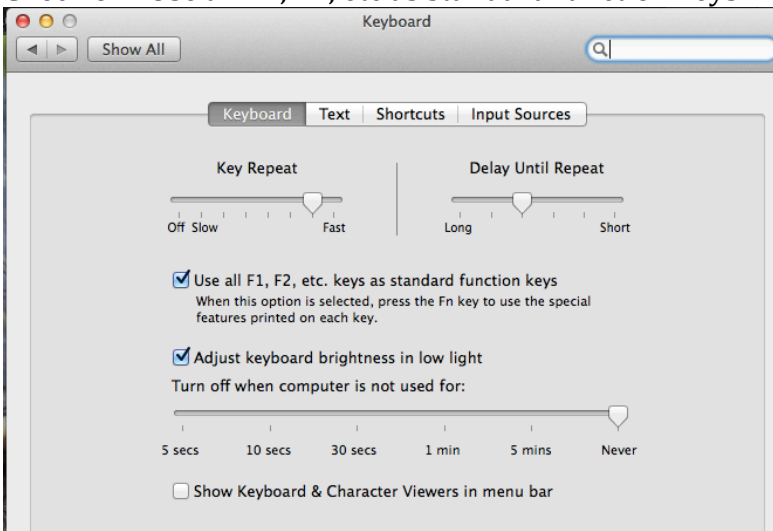 Keyboard
Show All
Keyboard Text Shortcuts Input Sources
Key Repeat Delay Until Repeat
Off Slow Fast Long Short
Use all F1, F2, etc. keys as standard function keys
When this option is selected, press the Fn key to use the special
features printed on each key.
Adjust keyboard brightness in low light
Turn off when computer is not used for:
5 secs 10 secs 30 secs 1 min 5 mins Never
Show Keyboard & Character Viewers in menu bar